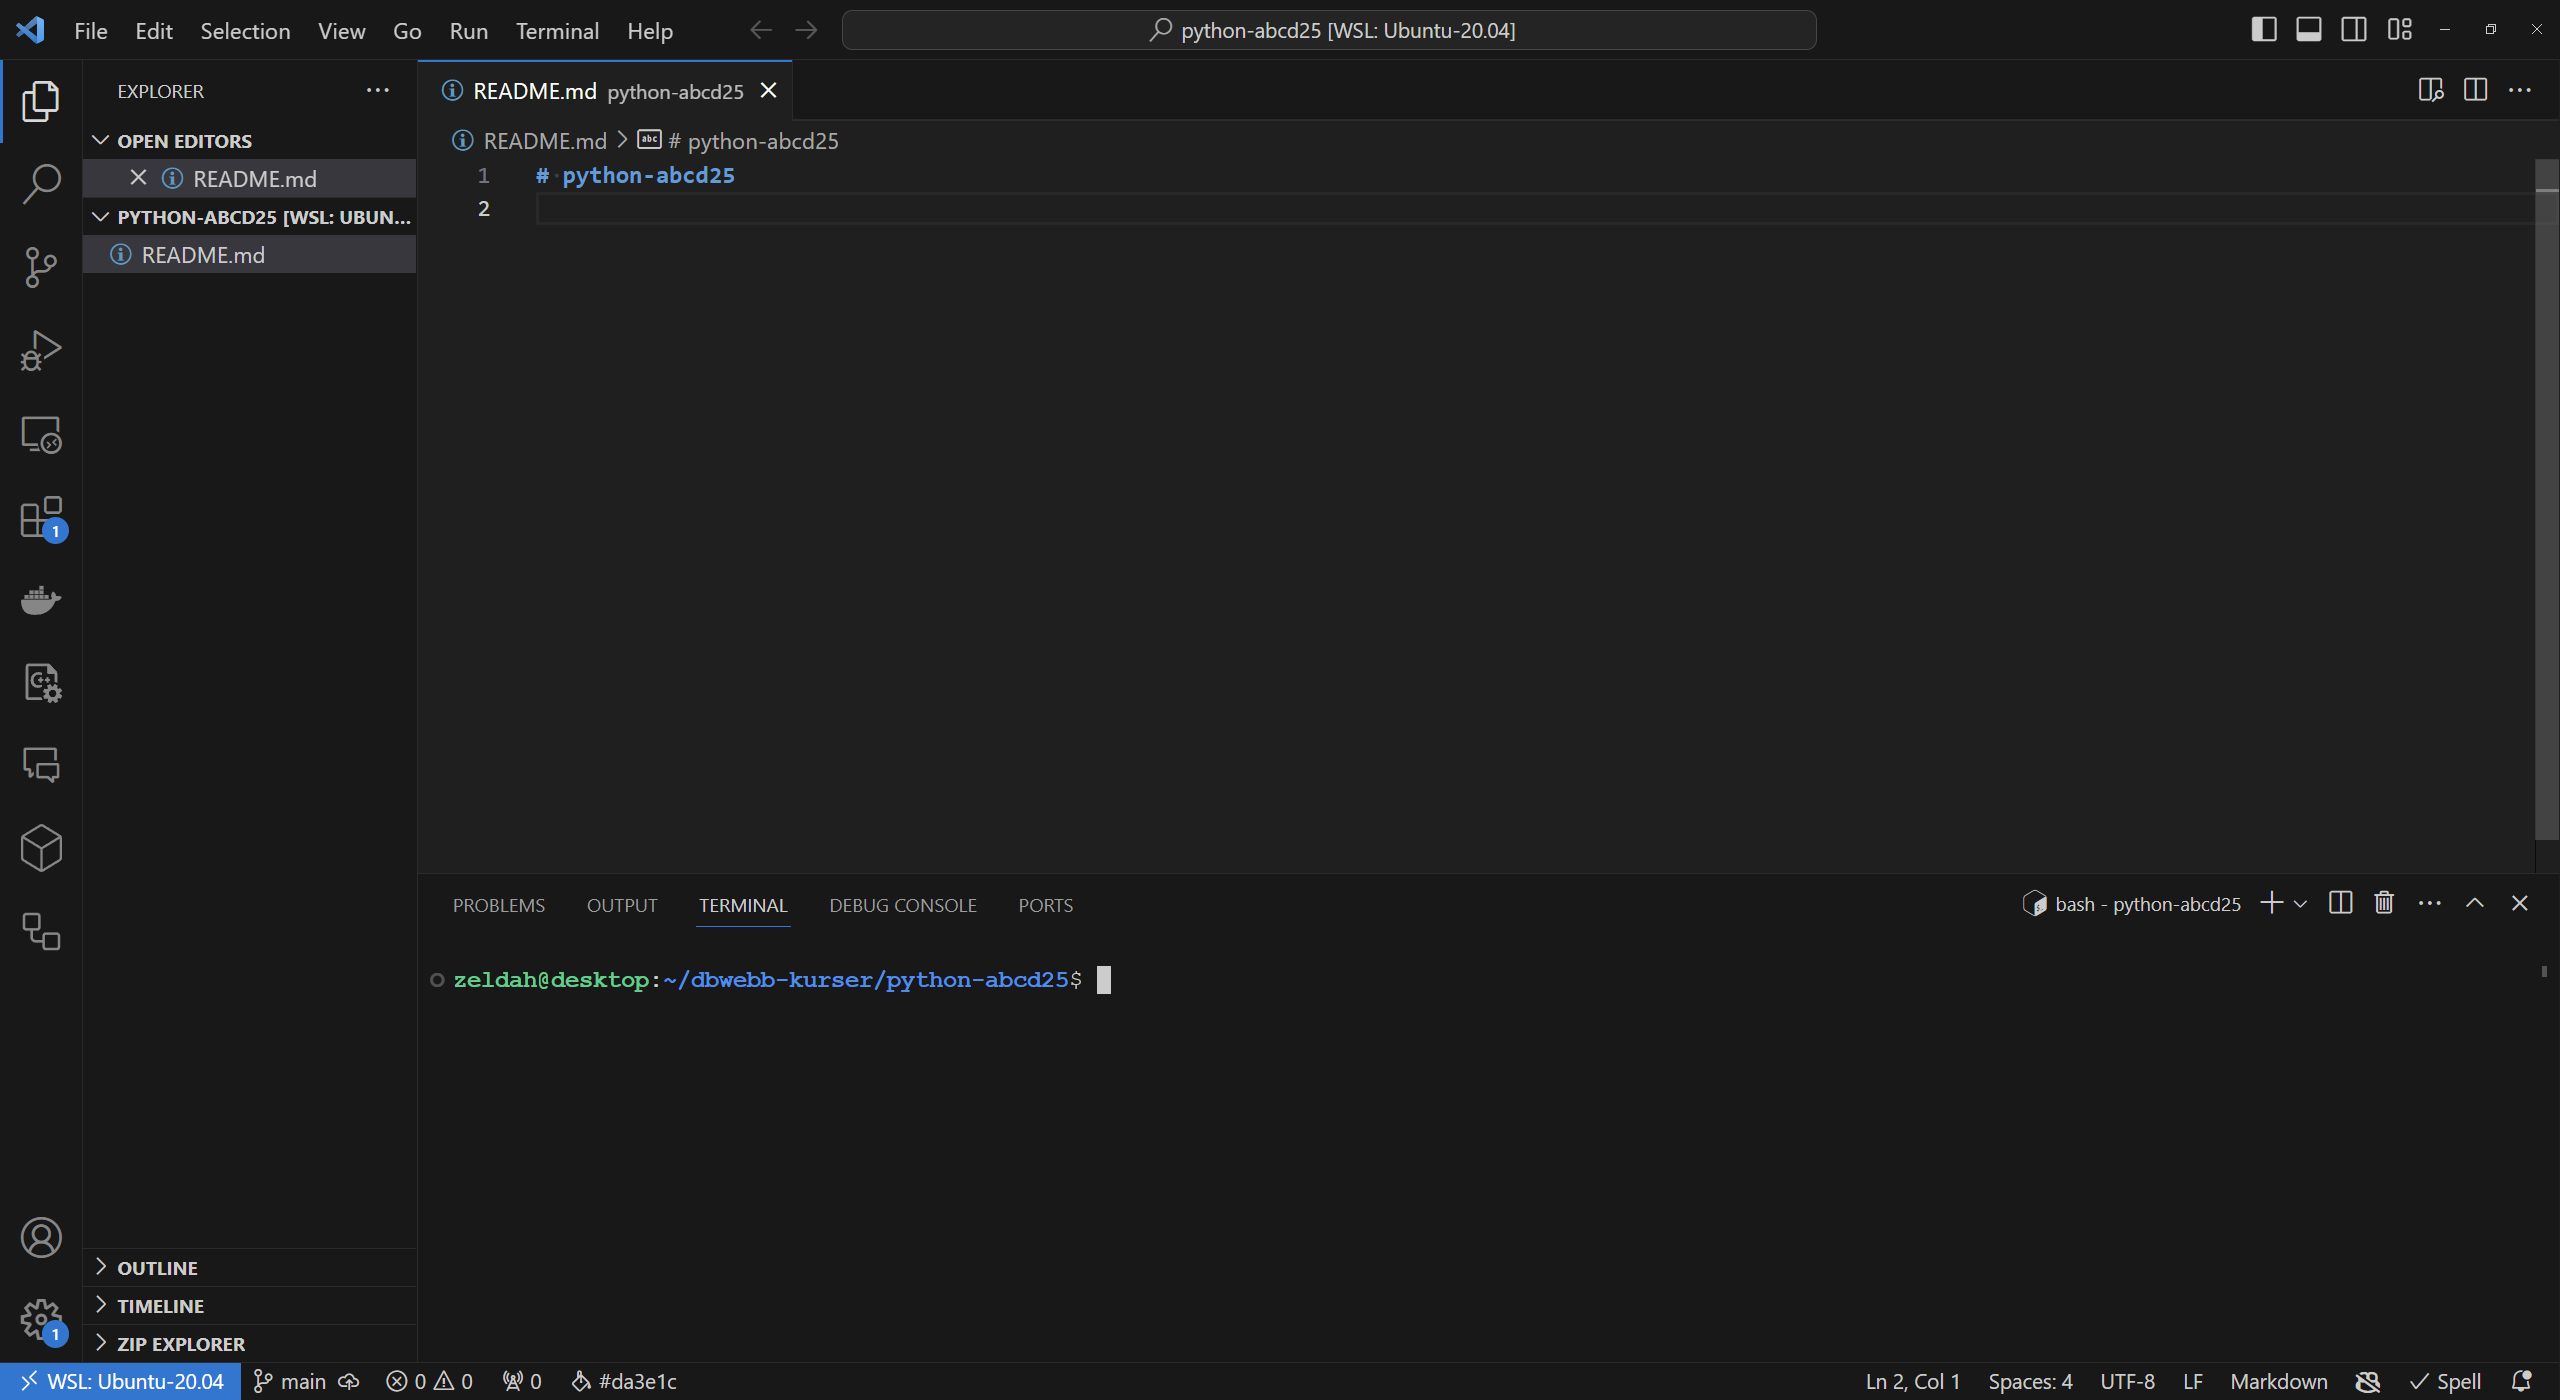 File Edit Selection View Go Run Terminal Help
python-abcd25 [WSL: Ubuntu-20.04]
EXPLORER
OPEN EDITORS
README.md
PYTHON-ABCD25 [WSL: UBUN...
README.md
README.md python-abcd25
README.md > # python-abcd25
1 # python-abcd25
2
1
PROBLEMS OUTPUT TERMINAL DEBUG CONSOLE PORTS
bash - python-abcd25
zeldah@desktop:~/dbwebb-kurser/python-abcd25$
OUTLINE
TIMELINE
ZIP EXPLORER
1
WSL: Ubuntu-20.04 main 0 0 0 #da3e1c
Ln 2, Col 1 Spaces: 4 UTF-8 LF Markdown Spell